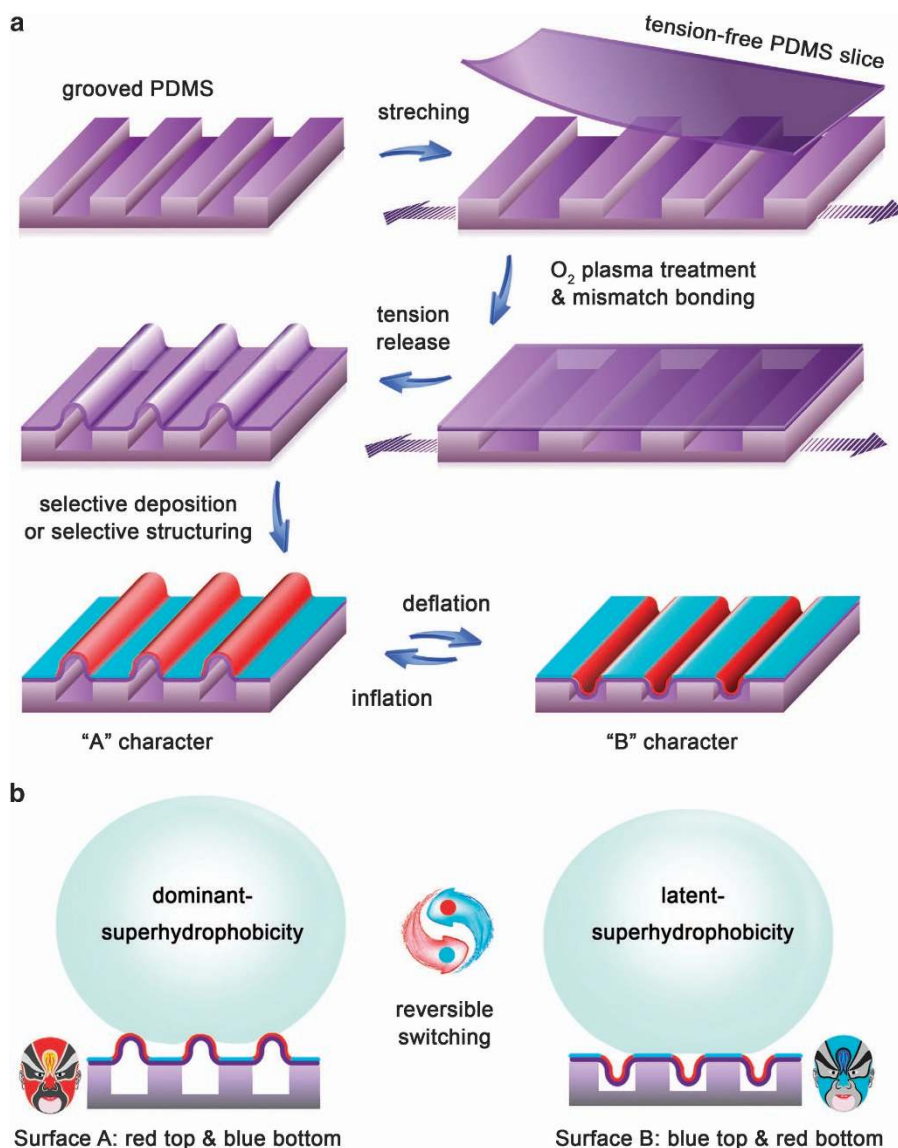 a
tension-free PDMS slice
grooved PDMS
streching
O₂ plasma treatment
& mismatch bonding
tension
release
selective deposition
or selective structuring
deflation
inflation
"A" character
"B" character
b
dominant-
superhydrophobicity
latent-
superhydrophobicity
reversible
switching
Surface A: red top & blue bottom
Surface B: blue top & red bottom